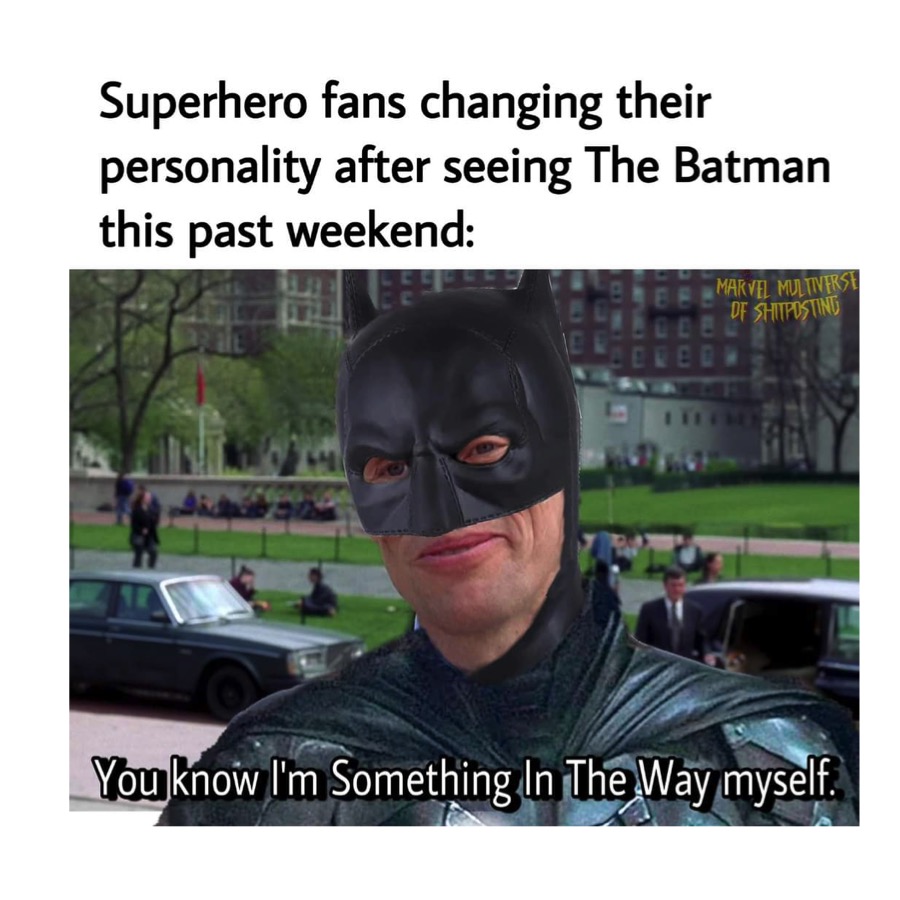 Superhero fans changing their
personality after seeing The Batman
this past weekend:
MARVEL MULTIVERSE
OF SHITPOSTING
You know I'm Something In The Way myself.